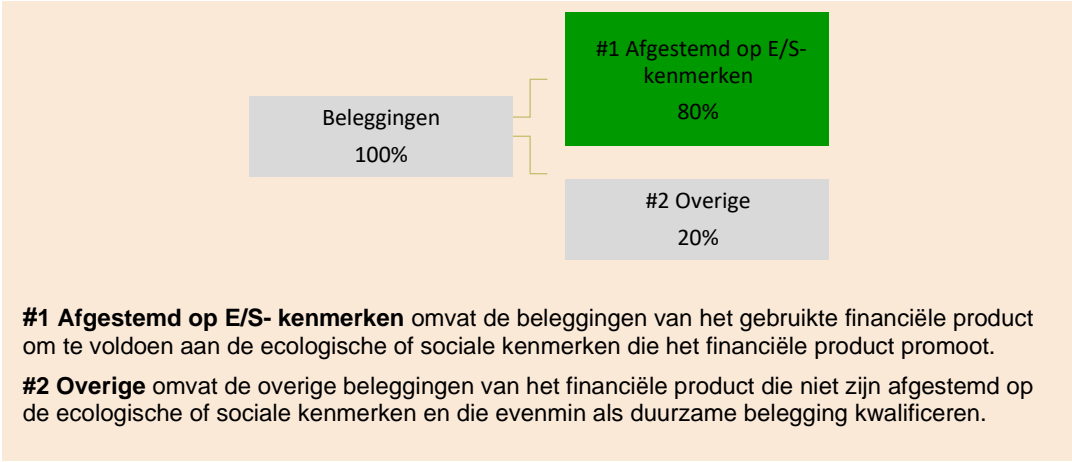 #1 Afgestemd op E/S-
kenmerken
80%
Beleggingen
100%
#2 Overige
20%
#1 Afgestemd op E/S- kenmerken omvat de beleggingen van het gebruikte financiële product
om te voldoen aan de ecologische of sociale kenmerken die het financiële product promoot.
#2 Overige omvat de overige beleggingen van het financiële product die niet zijn afgestemd op
de ecologische of sociale kenmerken en die evenmin als duurzame belegging kwalificeren.